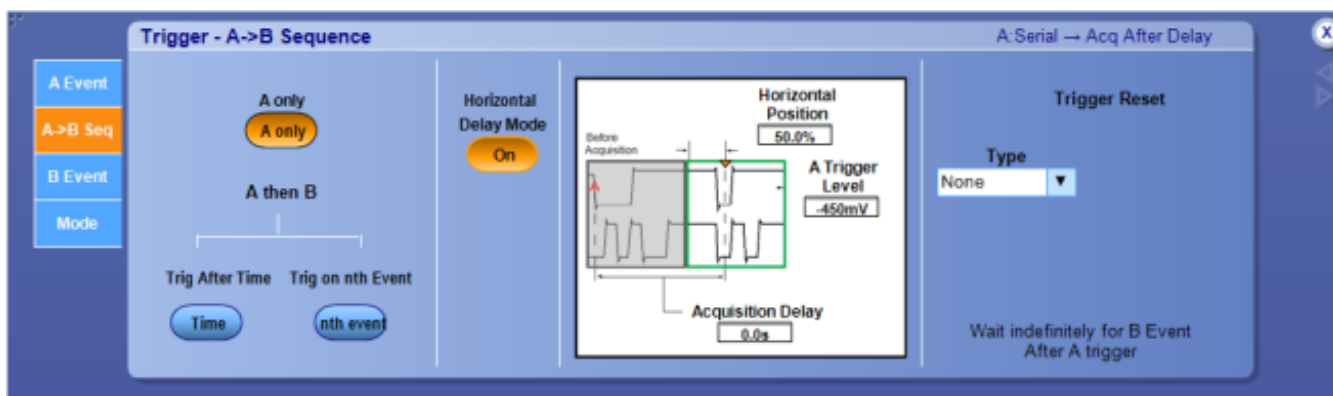 Trigger - A->B Sequence
A:Serial → Acq After Delay
X
A Event
A->B Seq
B Event
Mode
A only
A only
A then B
Trig After Time
Trig on nth Event
Time
nth event
Horizontal
Delay Mode
On
Horizontal
Position
50.0%
Before
Acquisition
A
A Trigger
Level
-450mV
Acquisition Delay
0.0s
Trigger Reset
Type
None
Wait indefinitely for B Event
After A trigger